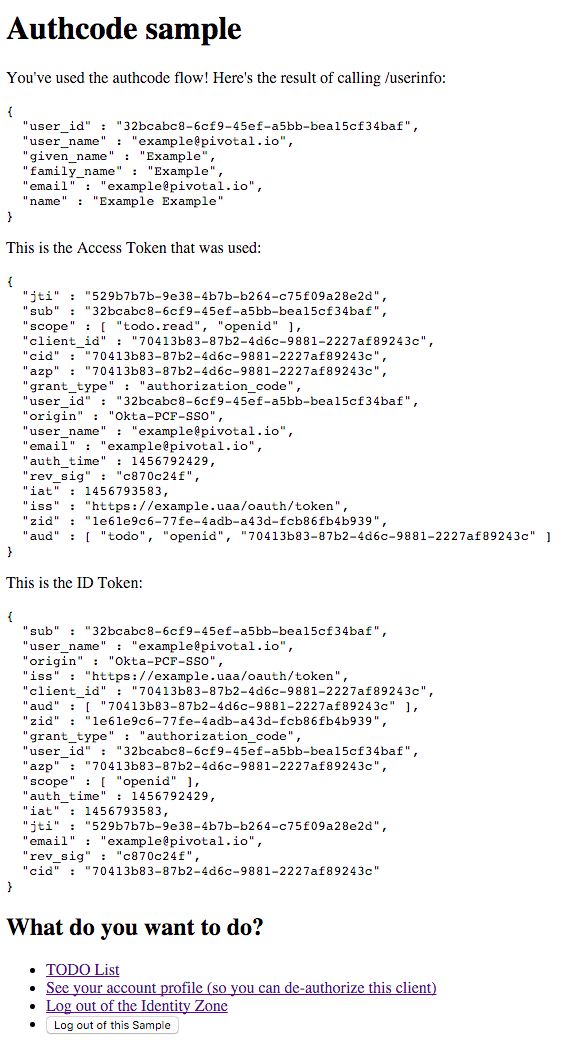 Authcode sample
You've used the authcode flow! Here's the result of calling /userinfo:
{
"user_id" : "32bcabc8-6cf9-45ef-a5bb-bea15cf34baf",
"user_name" : "example@pivotal.io",
"given_name" : "Example",
"family_name" : "Example",
"email" : "example@pivotal.io",
"name" : "Example Example"
}
This is the Access Token that was used:
{
"jti" : "529b7b7b-9e38-4b7b-b264-c75f09a28e2d",
"sub" : "32bcabc8-6cf9-45ef-a5bb-bea15cf34baf",
"scope" : [ "todo.read", "openid" ],
"client_id" : "70413b83-87b2-4d6c-9881-2227af89243c",
"cid" : "70413b83-87b2-4d6c-9881-2227af89243c",
"azp" : "70413b83-87b2-4d6c-9881-2227af89243c",
"grant_type" : "authorization_code",
"user_id" : "32bcabc8-6cf9-45ef-a5bb-bea15cf34baf",
"origin" : "Okta-PCF-SSO",
"user_name" : "example@pivotal.io",
"email" : "example@pivotal.io",
"auth_time" : 1456792429,
"rev_sig" : "c870c24f",
"iat" : 1456793583,
"iss" : "https://example.uaa/oauth/token",
"zid" : "1e61e9c6-77fe-4adb-a43d-fcb86fb4b939",
"aud" : [ "todo", "openid", "70413b83-87b2-4d6c-9881-2227af89243c" ]
}
This is the ID Token:
{
"sub" : "32bcabc8-6cf9-45ef-a5bb-bea15cf34baf",
"user_name" : "example@pivotal.io",
"origin" : "Okta-PCF-SSO",
"iss" : "https://example.uaa/oauth/token",
"client_id" : "70413b83-87b2-4d6c-9881-2227af89243c",
"aud" : [ "70413b83-87b2-4d6c-9881-2227af89243c" ],
"zid" : "1e61e9c6-77fe-4adb-a43d-fcb86fb4b939",
"grant_type" : "authorization_code",
"user_id" : "32bcabc8-6cf9-45ef-a5bb-bea15cf34baf",
"azp" : "70413b83-87b2-4d6c-9881-2227af89243c",
"scope" : [ "openid" ],
"auth_time" : 1456792429,
"iat" : 1456793583,
"jti" : "529b7b7b-9e38-4b7b-b264-c75f09a28e2d",
"email" : "example@pivotal.io",
"rev_sig" : "c870c24f",
"cid" : "70413b83-87b2-4d6c-9881-2227af89243c"
}
What do you want to do?
• TODO List
• See your account profile (so you can de-authorize this client)
• Log out of the Identity Zone
• Log out of this Sample